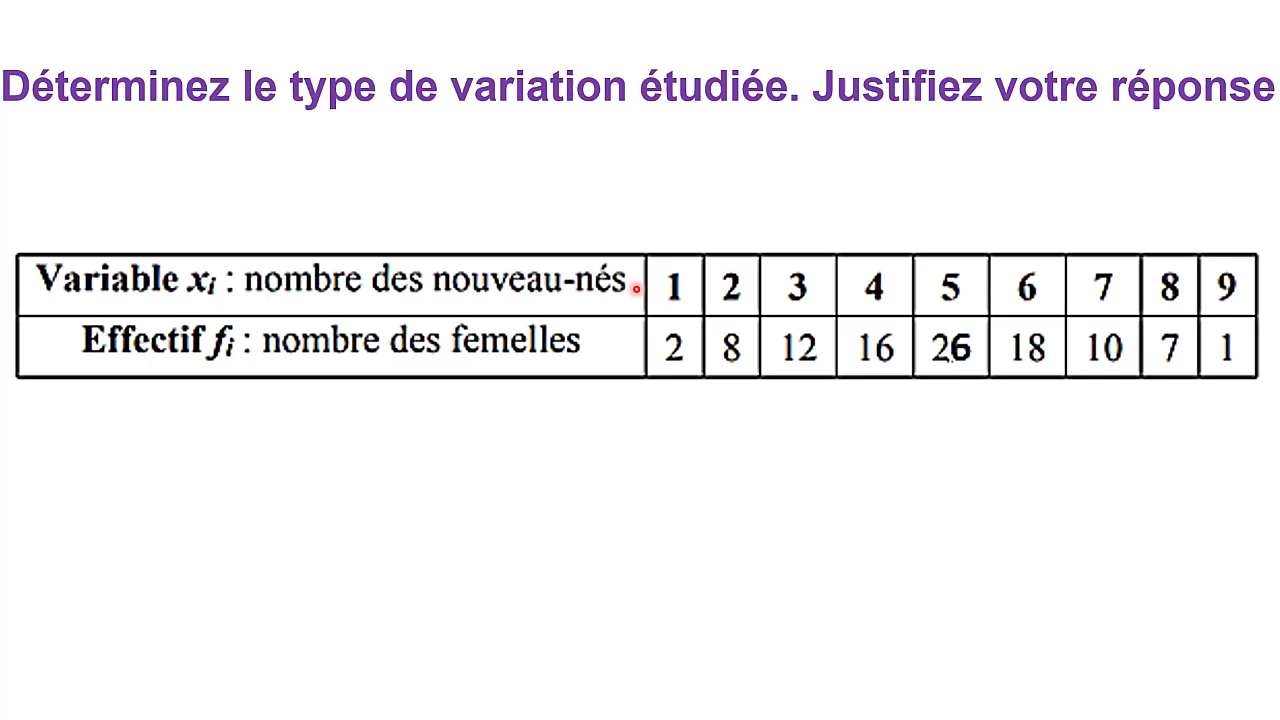 Déterminez le type de variation étudiée. Justifiez votre réponse
Variable xi : nombre des nouveau-nés 1 2 3 4 5 6 7 8 9
Effectif fi : nombre des femelles 2 8 12 16 26 18 10 7 1